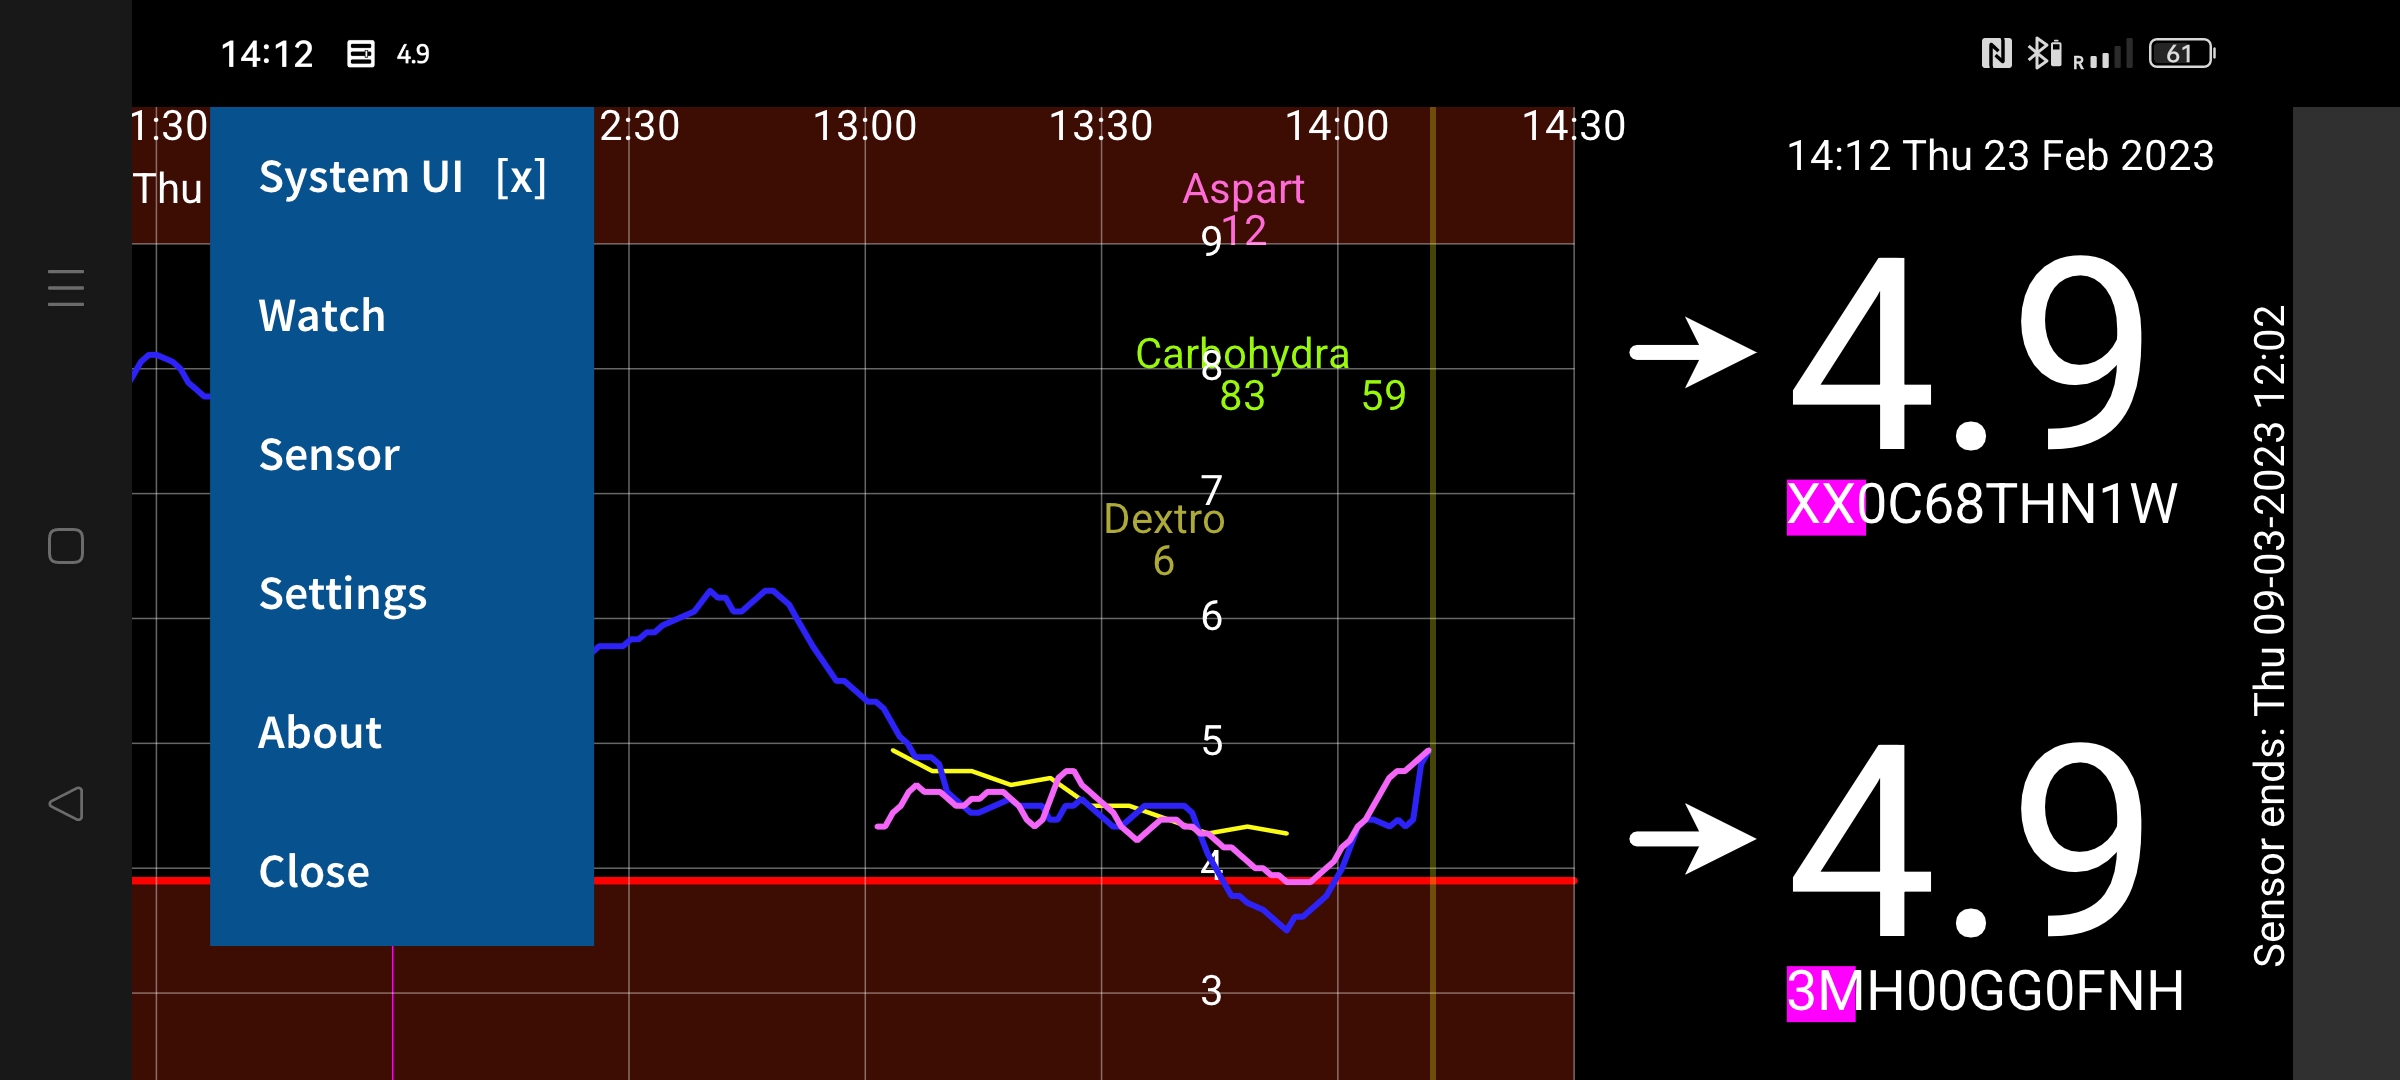 14:12 4.9
R 61
1:30 2:30 13:00 13:30 14:00 14:30
Thu
System UI [x]
Watch
Sensor
Settings
About
Close
Aspart
12
9
Carbohydra
8
83 59
7
Dextro
6
6
5
4
3
14:12 Thu 23 Feb 2023
4.9
XX0C68THN1W
4.9
3MH00GG0FNH
Sensor ends: Thu 09-03-2023 12:02